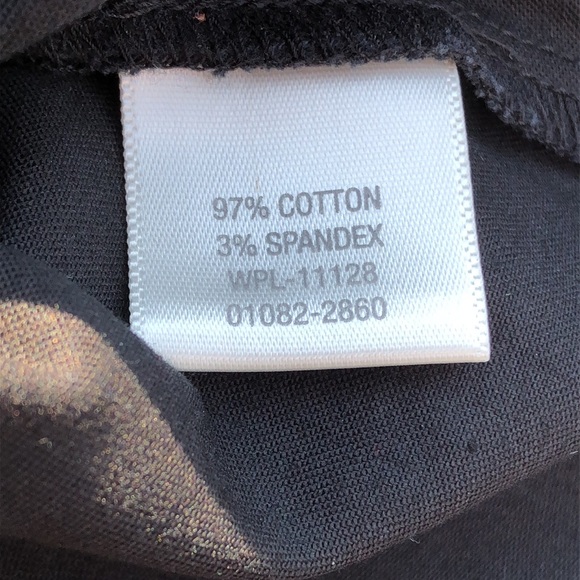 97% COTTON
3% SPANDEX
WPL-11128
01082-2860